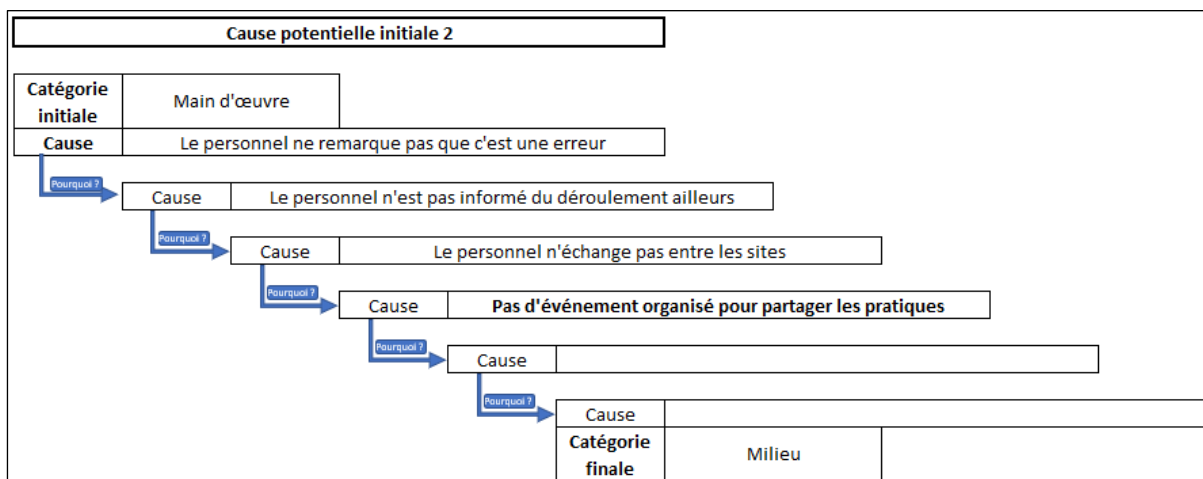 Cause potentielle initiale 2
Catégorie initiale
Main d'œuvre
Cause
Le personnel ne remarque pas que c'est une erreur
Pourquoi ?
Cause
Le personnel n'est pas informé du déroulement ailleurs
Pourquoi ?
Cause
Le personnel n'échange pas entre les sites
Pourquoi ?
Cause
Pas d'événement organisé pour partager les pratiques
Pourquoi ?
Cause
Pourquoi ?
Cause
Catégorie finale
Milieu